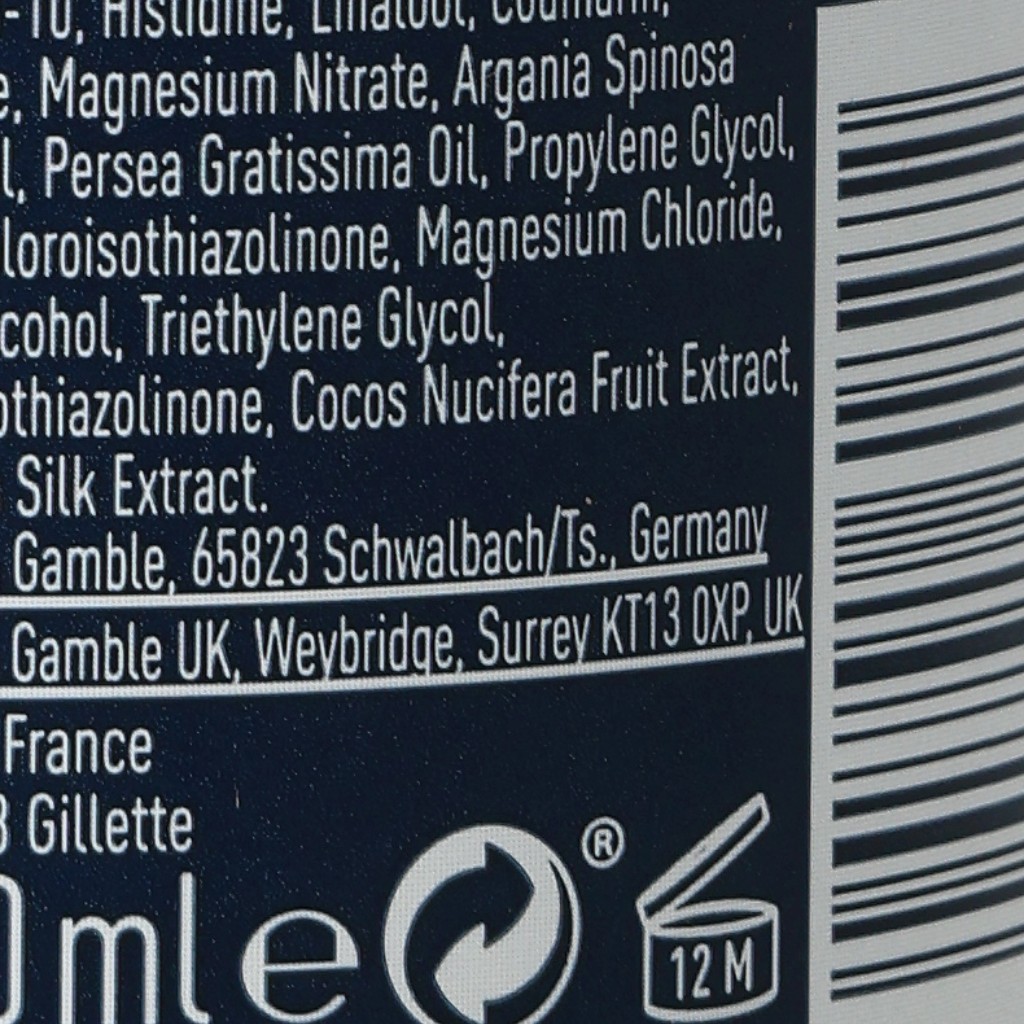 -10, Histidine, Linalool, Coumarin,
e, Magnesium Nitrate, Argania Spinosa
l, Persea Gratissima Oil, Propylene Glycol,
loroisothiazolinone, Magnesium Chloride,
cohol, Triethylene Glycol,
othiazolinone, Cocos Nucifera Fruit Extract,
Silk Extract.
Gamble, 65823 Schwalbach/Ts., Germany
Gamble UK, Weybridge, Surrey KT13 0XP, UK
France
3 Gillette
0 ml e ®
12 M